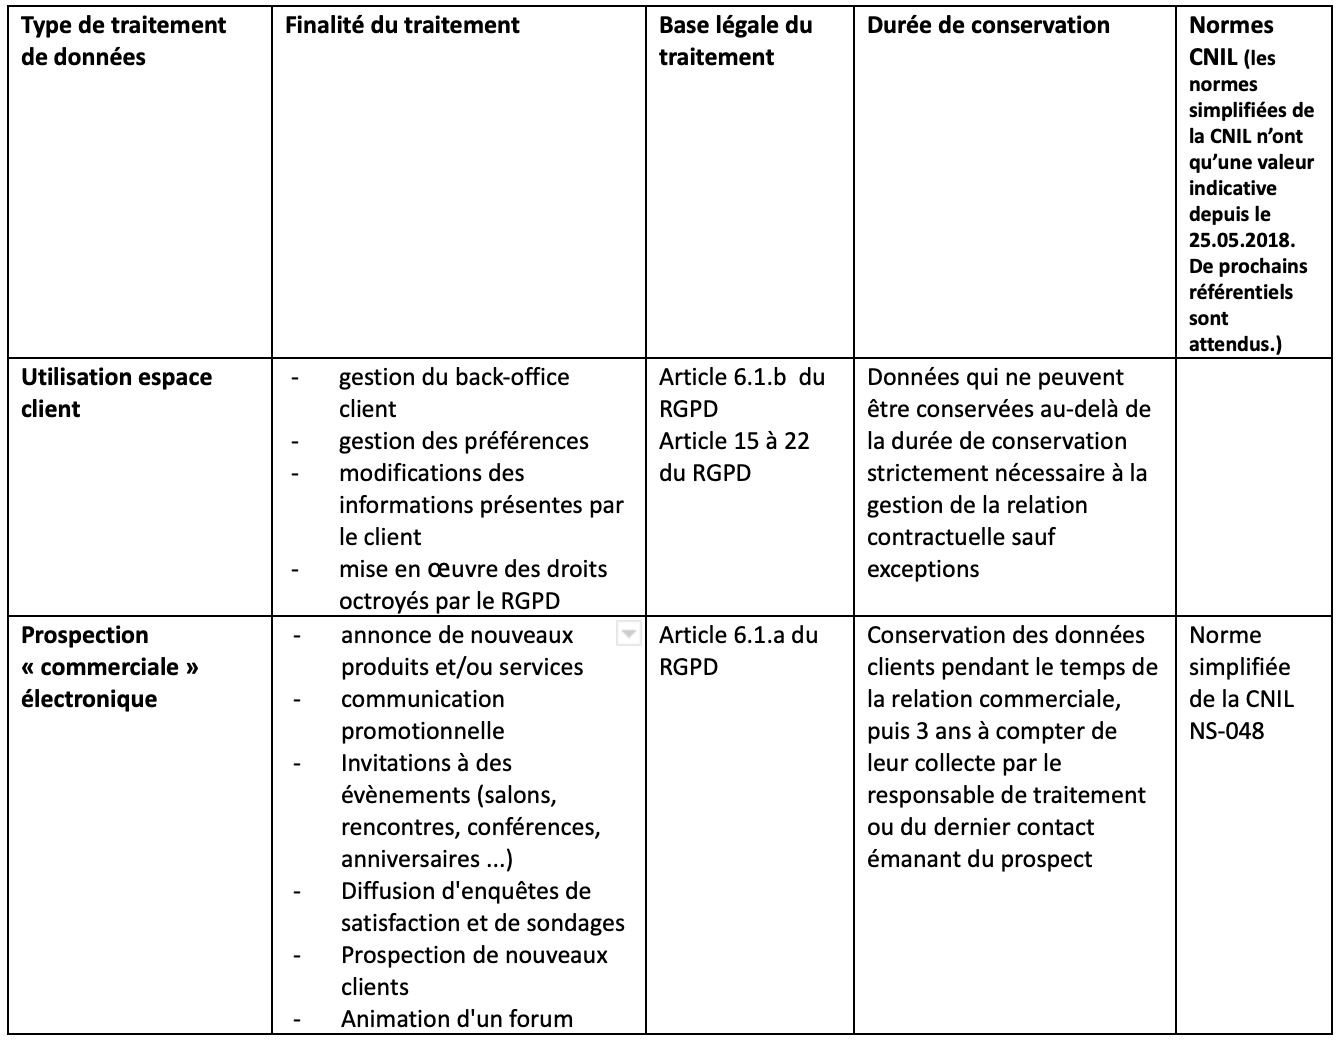 Type de traitement
de données
Finalité du traitement
Base légale du
traitement
Durée de conservation
Normes
CNIL (les
normes
simplifiées de
la CNIL n’ont
qu’une valeur
indicative
depuis le
25.05.2018.
De prochains
référentiels
sont
attendus.)
Utilisation espace
client
- gestion du back-office
client
- gestion des préférences
- modifications des
informations présentes par
le client
- mise en œuvre des droits
octroyés par le RGPD
Article 6.1.b du
RGPD
Article 15 à 22
du RGPD
Données qui ne peuvent
être conservées au-delà de
la durée de conservation
strictement nécessaire à la
gestion de la relation
contractuelle sauf
exceptions
Prospection
« commerciale »
électronique
- annonce de nouveaux
produits et/ou services
- communication
promotionnelle
- Invitations à des
évènements (salons,
rencontres, conférences,
anniversaires ...)
- Diffusion d'enquêtes de
satisfaction et de sondages
- Prospection de nouveaux
clients
- Animation d'un forum
Article 6.1.a du
RGPD
Conservation des données
clients pendant le temps de
la relation commerciale,
puis 3 ans à compter de
leur collecte par le
responsable de traitement
ou du dernier contact
émanant du prospect
Norme
simplifiée
de la CNIL
NS-048